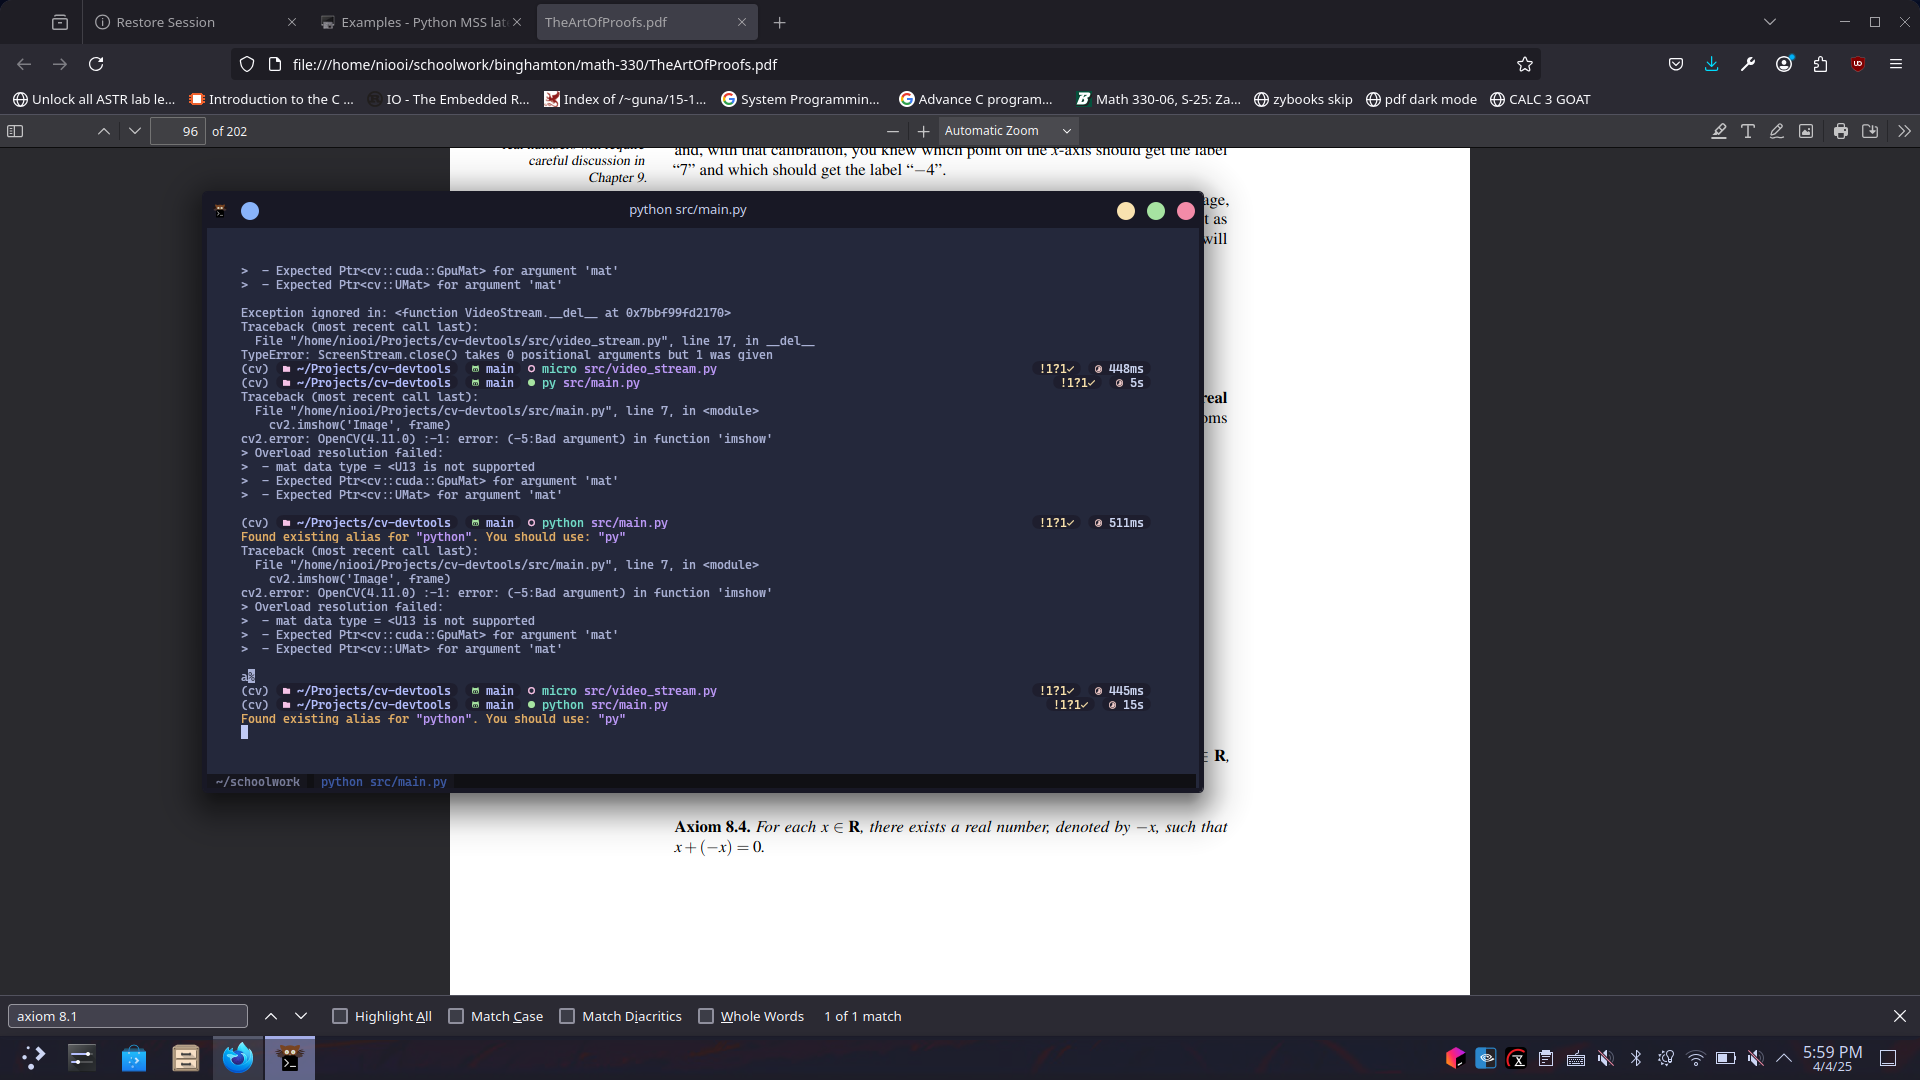 Restore Session
Examples - Python MSS lat
TheArtOfProofs.pdf
file:///home/niooi/schoolwork/binghamton/math-330/TheArtOfProofs.pdf
Unlock all ASTR lab le...
Introduction to the C ...
IO - The Embedded R...
Index of /~guna/15-1...
System Programmin...
Advance C program...
Math 330-06, S-25: Za...
zybooks skip
pdf dark mode
CALC 3 GOAT
96 of 202
Automatic Zoom
careful discussion in
Chapter 9.
and, with that calibration, you knew which point on the x-axis should get the label
“7” and which should get the label “−4”.
age,
t as
will
real
oms
∈ R,
python src/main.py
>  - Expected Ptr<cv::cuda::GpuMat> for argument 'mat'
>  - Expected Ptr<cv::UMat> for argument 'mat'
Exception ignored in: <function VideoStream.__del__ at 0x7bbf99fd2170>
Traceback (most recent call last):
  File "/home/niooi/Projects/cv-devtools/src/video_stream.py", line 17, in __del__
TypeError: ScreenStream.close() takes 0 positional arguments but 1 was given
(cv) ~/Projects/cv-devtools main micro src/video_stream.py !1?1✓ 448ms
(cv) ~/Projects/cv-devtools main py src/main.py !1?1✓ 5s
Traceback (most recent call last):
  File "/home/niooi/Projects/cv-devtools/src/main.py", line 7, in <module>
    cv2.imshow('Image', frame)
cv2.error: OpenCV(4.11.0) :-1: error: (-5:Bad argument) in function 'imshow'
> Overload resolution failed:
>  - mat data type = <U13 is not supported
>  - Expected Ptr<cv::cuda::GpuMat> for argument 'mat'
>  - Expected Ptr<cv::UMat> for argument 'mat'
(cv) ~/Projects/cv-devtools main python src/main.py !1?1✓ 511ms
Found existing alias for "python". You should use: "py"
Traceback (most recent call last):
  File "/home/niooi/Projects/cv-devtools/src/main.py", line 7, in <module>
    cv2.imshow('Image', frame)
cv2.error: OpenCV(4.11.0) :-1: error: (-5:Bad argument) in function 'imshow'
> Overload resolution failed:
>  - mat data type = <U13 is not supported
>  - Expected Ptr<cv::cuda::GpuMat> for argument 'mat'
>  - Expected Ptr<cv::UMat> for argument 'mat'
a%
(cv) ~/Projects/cv-devtools main micro src/video_stream.py !1?1✓ 445ms
(cv) ~/Projects/cv-devtools main python src/main.py !1?1✓ 15s
Found existing alias for "python". You should use: "py"
~/schoolwork python src/main.py
Axiom 8.4. For each x ∈ R, there exists a real number, denoted by −x, such that
x + (−x) = 0.
axiom 8.1
Highlight All
Match Case
Match Diacritics
Whole Words
1 of 1 match
5:59 PM
4/4/25